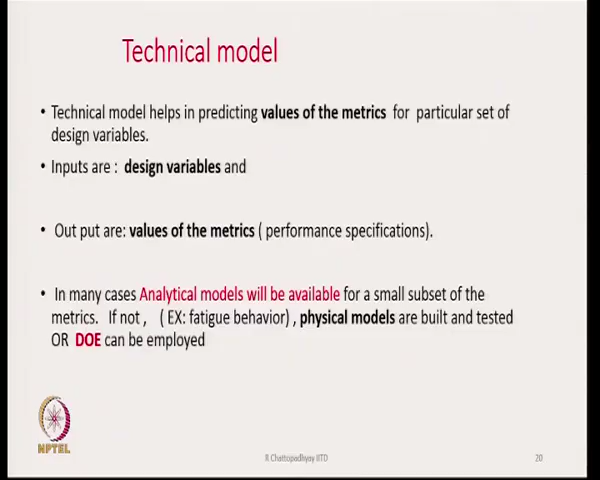 Technical model
• Technical model helps in predicting values of the metrics for particular set of
design variables.
• Inputs are : design variables and
• Out put are: values of the metrics ( performance specifications).
• In many cases Analytical models will be available for a small subset of the
metrics. If not , ( EX: fatigue behavior) , physical models are built and tested
OR DOE can be employed
NPTEL
R Chattopadhyay IITD
20